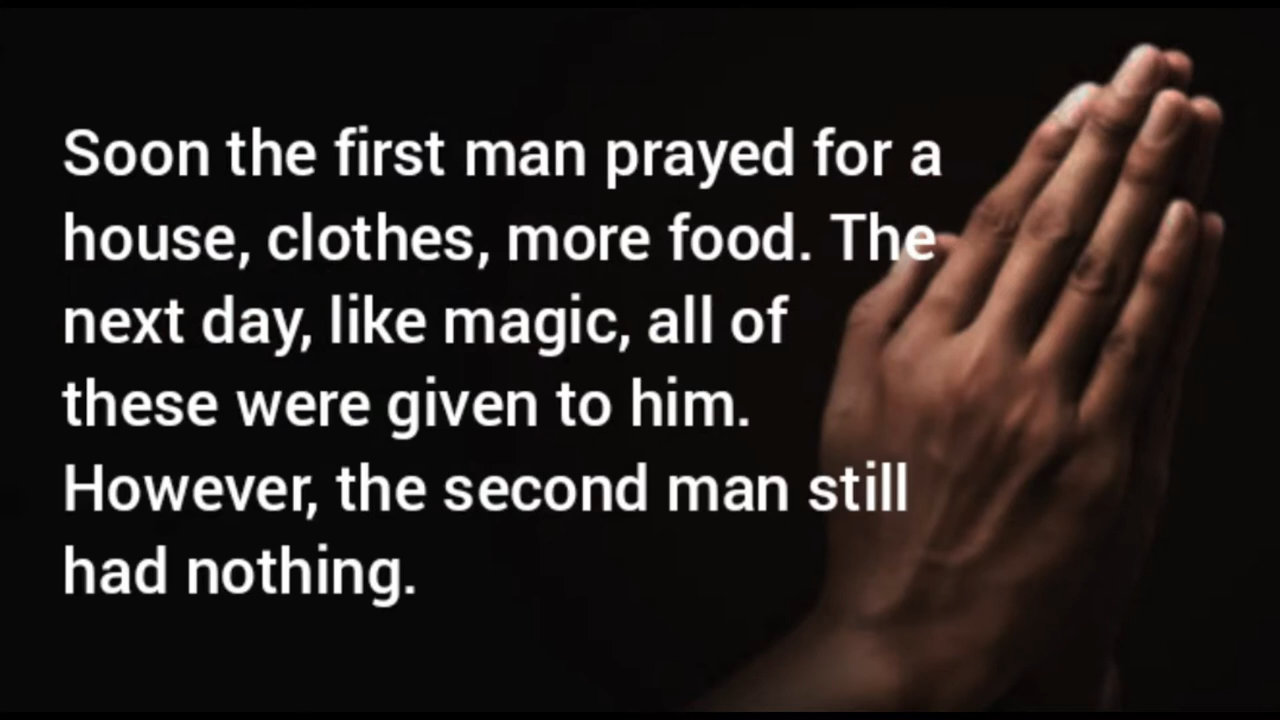 Soon the first man prayed for a
house, clothes, more food. The
next day, like magic, all of
these were given to him.
However, the second man still
had nothing.